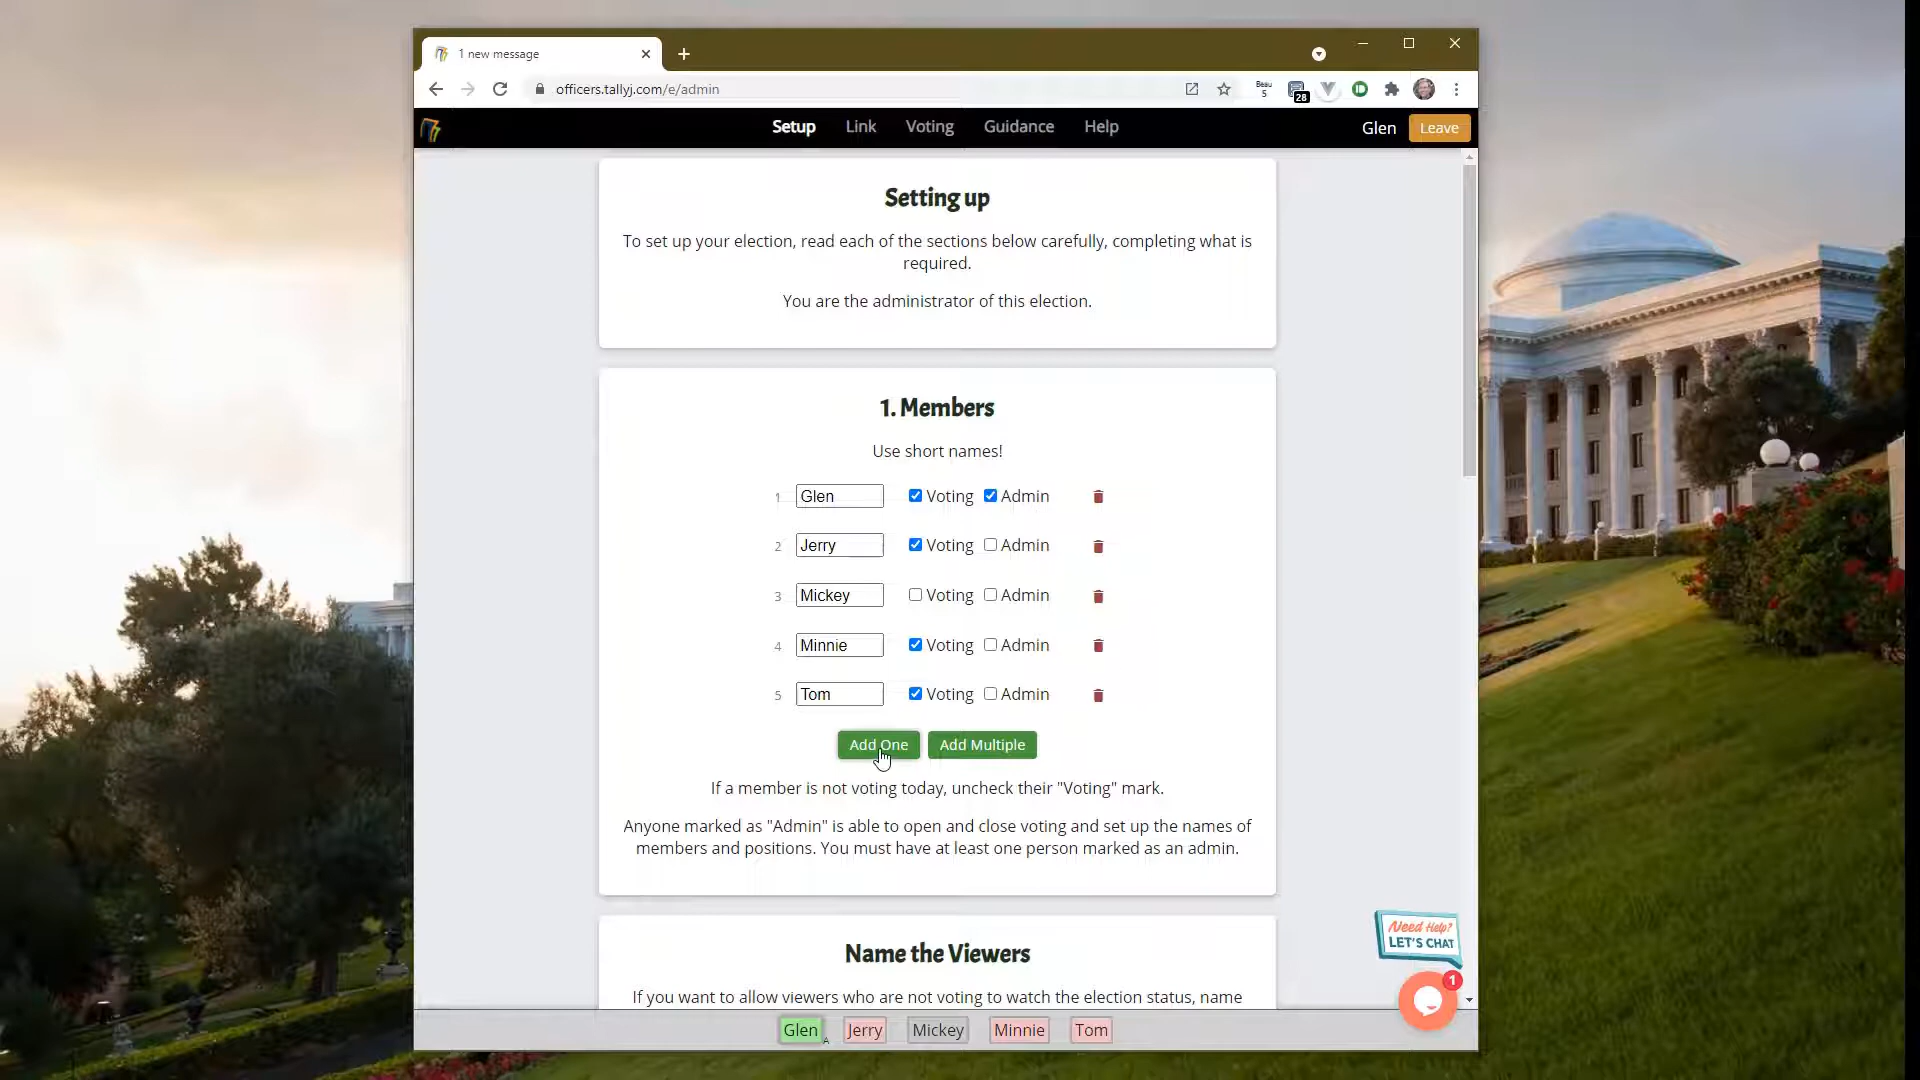 1 new message
officers.tallyj.com/e/admin
Beau
5
28
Setup Link Voting Guidance Help
Glen Leave
Setting up
To set up your election, read each of the sections below carefully, completing what is
required.
You are the administrator of this election.
1. Members
Use short names!
1 Glen Voting Admin
2 Jerry Voting Admin
3 Mickey Voting Admin
4 Minnie Voting Admin
5 Tom Voting Admin
Add One Add Multiple
If a member is not voting today, uncheck their "Voting" mark.
Anyone marked as "Admin" is able to open and close voting and set up the names of
members and positions. You must have at least one person marked as an admin.
Need Help?
LET'S CHAT
Name the Viewers
1
If you want to allow viewers who are not voting to watch the election status, name
Glen A Jerry Mickey Minnie Tom